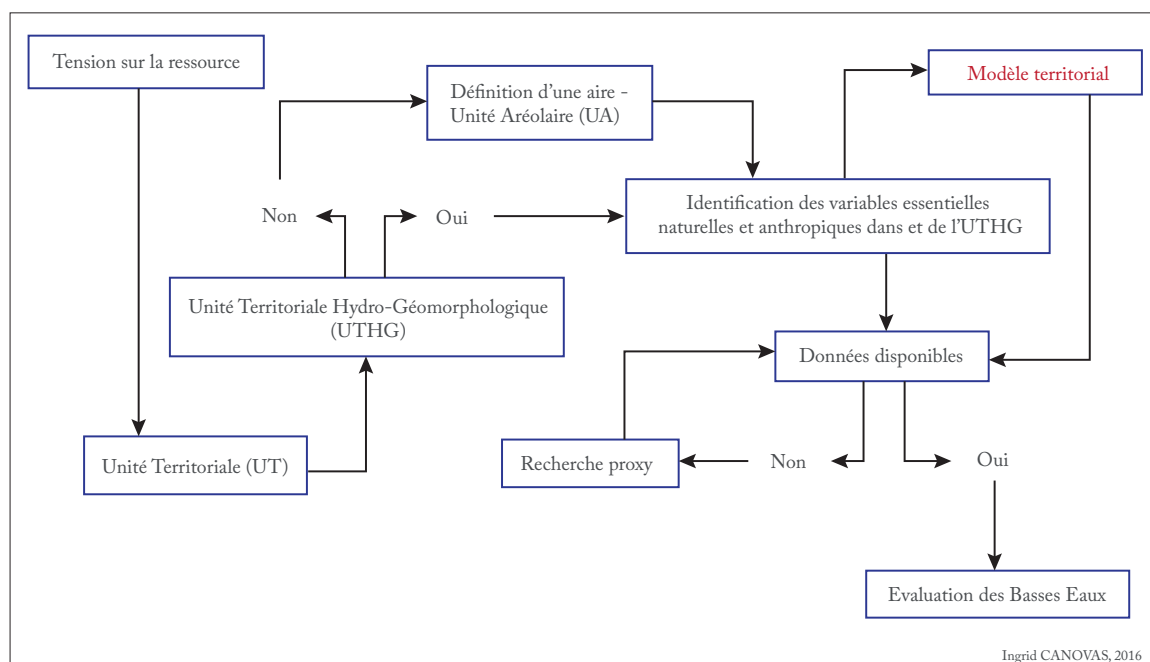 Tension sur la ressource
Modèle territorial
Définition d'une aire -
Unité Aréolaire (UA)
Identification des variables essentielles
naturelles et anthropiques dans et de l'UTHG
Non
Oui
Unité Territoriale Hydro-Géomorphologique
(UTHG)
Données disponibles
Unité Territoriale (UT)
Recherche proxy
Non
Oui
Evaluation des Basses Eaux
Ingrid CANOVAS, 2016